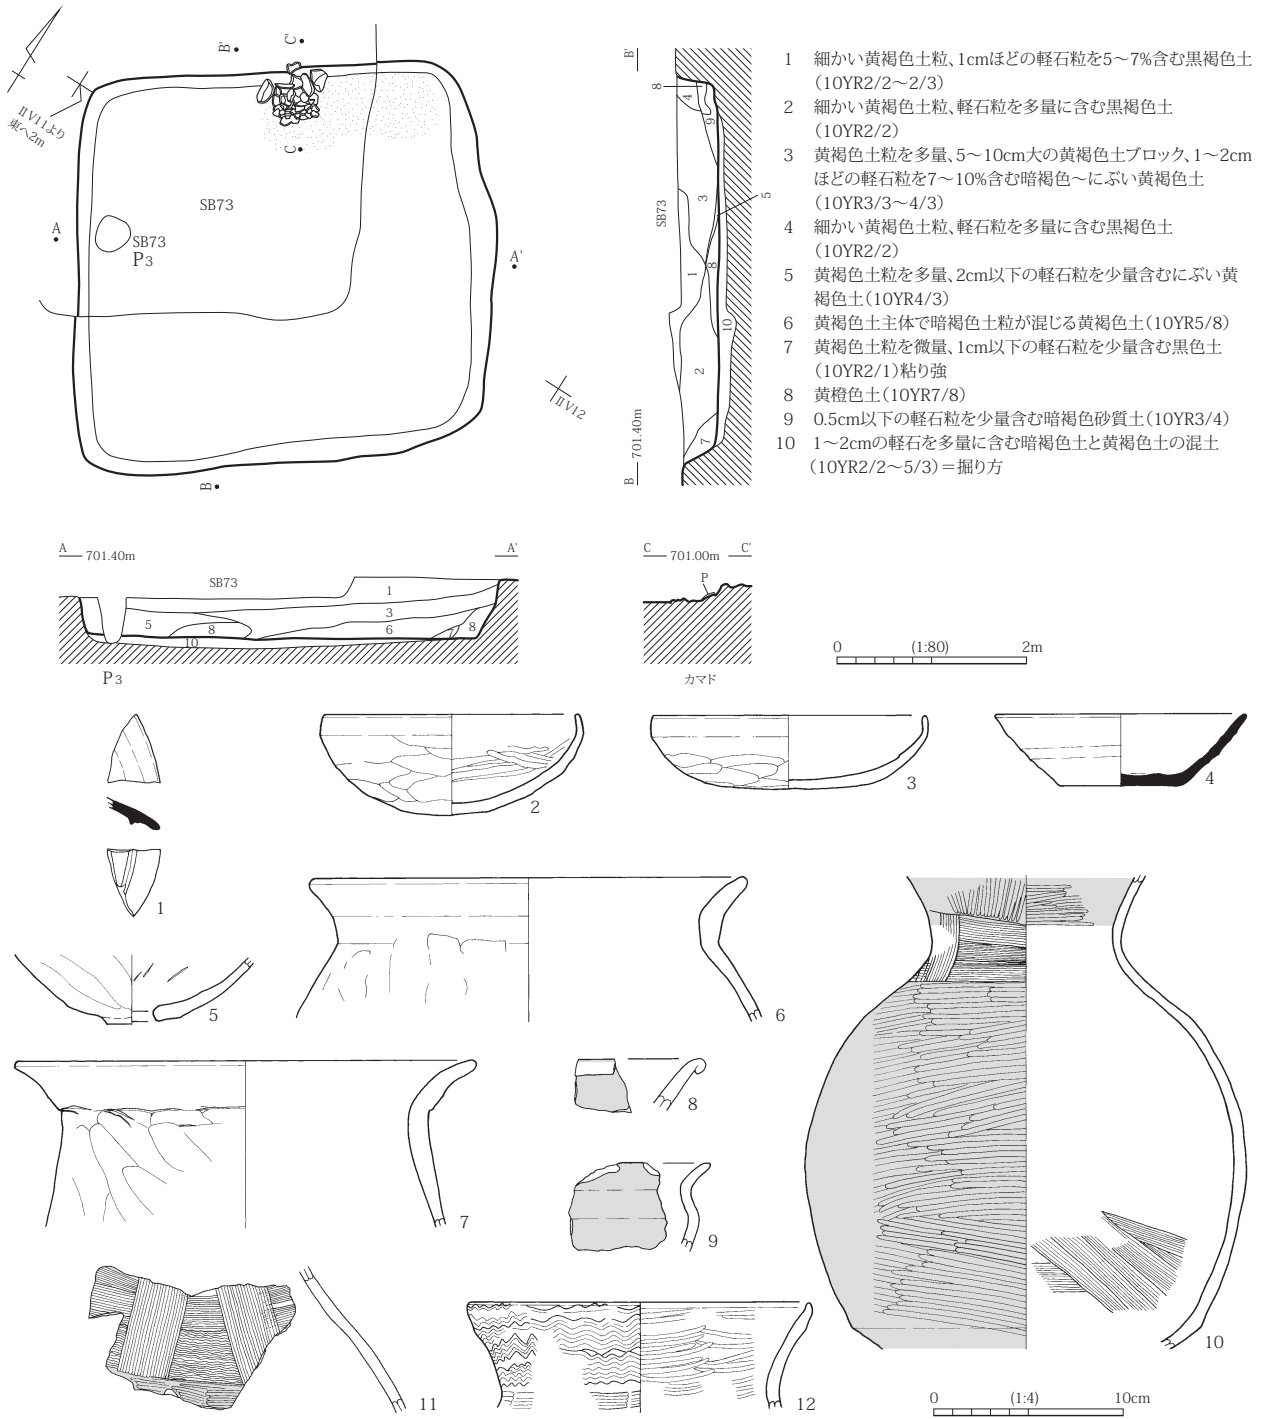 B'
C'
ⅡV11より
東へ2m
C
SB73
A
SB73
P3
A'
ⅡV12
B
B'
8
4
9
3
5
SB73
1
8
10
2
7
B
701.40m
1 細かい黄褐色土粒、1cmほどの軽石粒を5～7%含む黒褐色土
(10YR2/2～2/3)
2 細かい黄褐色土粒、軽石粒を多量に含む黒褐色土
(10YR2/2)
3 黄褐色土粒を多量、5～10cm大の黄褐色土ブロック、1～2cm
ほどの軽石粒を7～10%含む暗褐色～にぶい黄褐色土
(10YR3/3～4/3)
4 細かい黄褐色土粒、軽石粒を多量に含む黒褐色土
(10YR2/2)
5 黄褐色土粒を多量、2cm以下の軽石粒を少量含むにぶい黄
褐色土(10YR4/3)
6 黄褐色土主体で暗褐色土粒が混じる黄褐色土(10YR5/8)
7 黄褐色土粒を微量、1cm以下の軽石粒を少量含む黒色土
(10YR2/1)粘り強
8 黄橙色土(10YR7/8)
9 0.5cm以下の軽石粒を少量含む暗褐色砂質土(10YR3/4)
10 1～2cmの軽石を多量に含む暗褐色土と黄褐色土の混土
(10YR2/2～5/3)＝掘り方
A 701.40m A'
SB73
1
3
5
8
6
7
8
10
P3
C 701.00m C'
P
カマド
0 (1:80) 2m
1
2
3
4
5
6
7
8
9
10
11
12
0 (1:4) 10cm